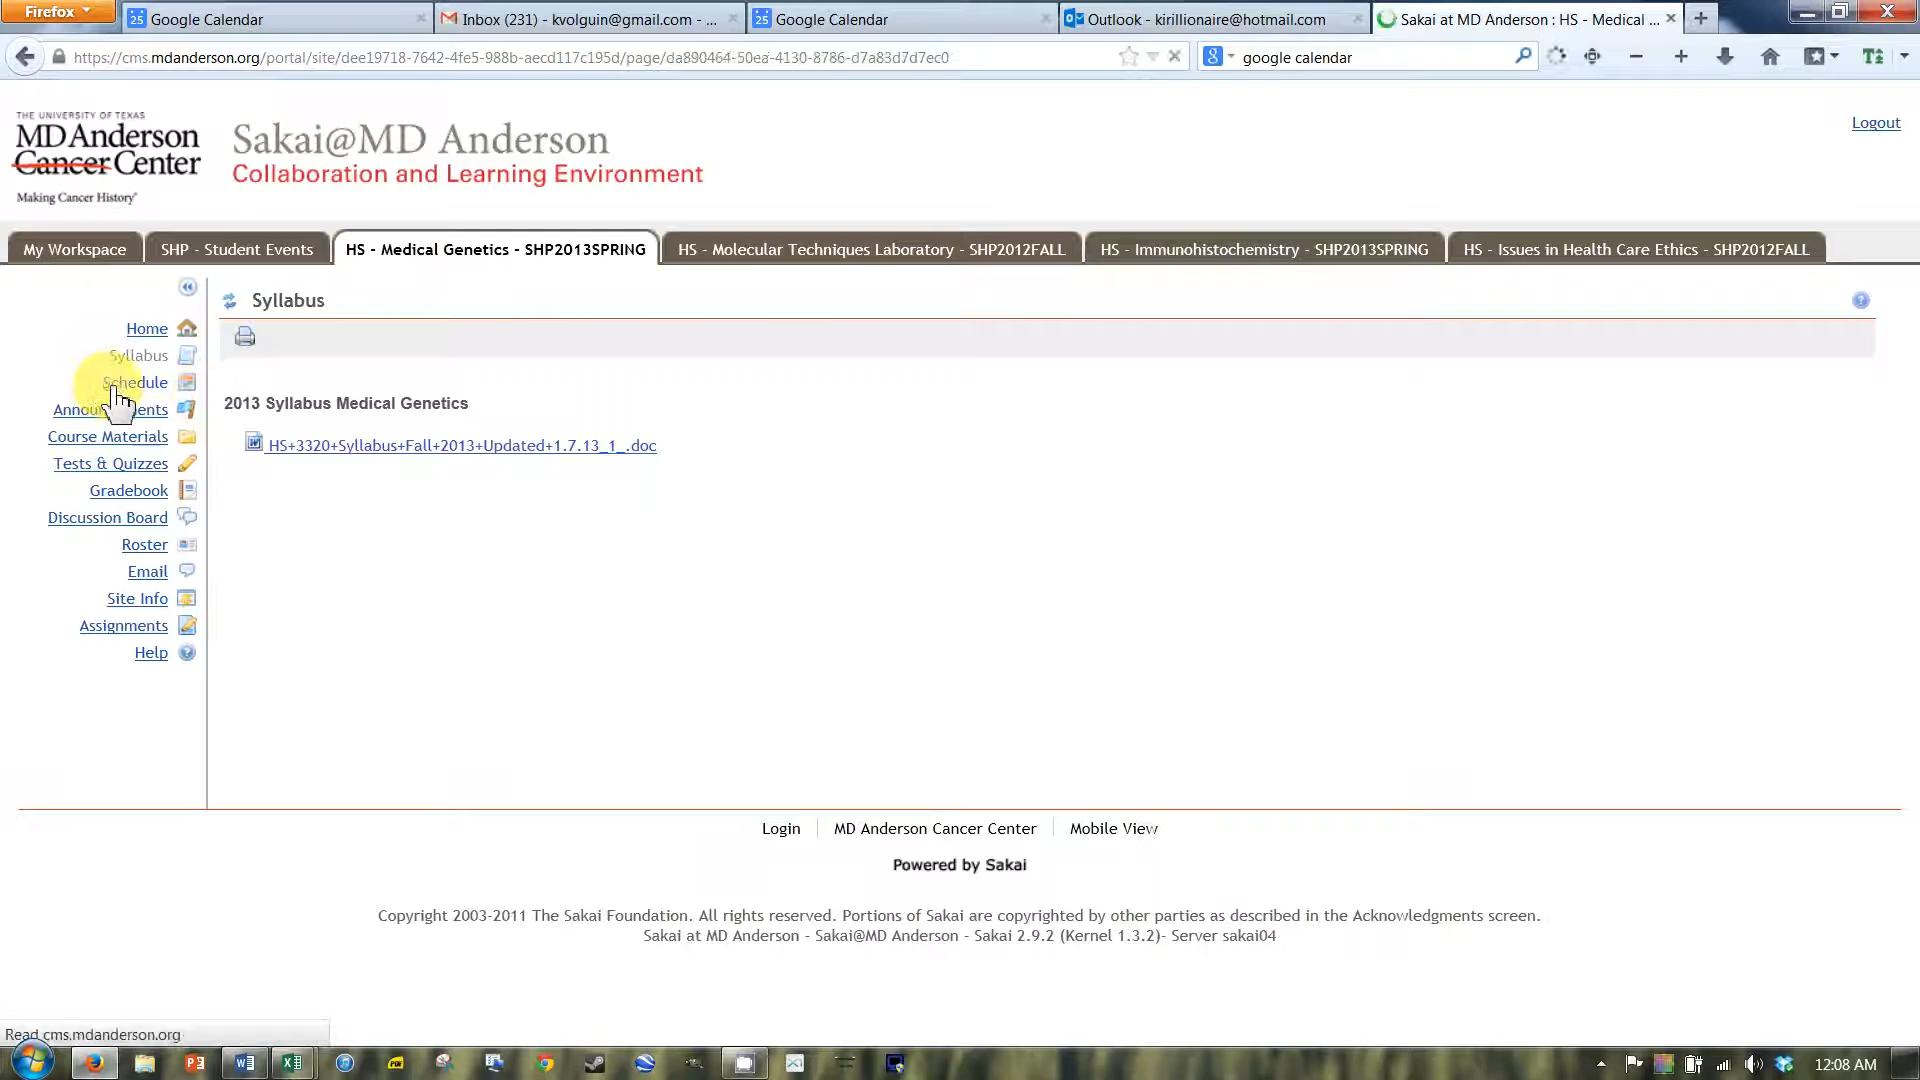 Firefox
Google Calendar
Inbox (231) - kvolguin@gmail.com - ...
Google Calendar
Outlook - kirillionaire@hotmail.com
Sakai at MD Anderson : HS - Medical ...
https://cms.mdanderson.org/portal/site/dee19718-7642-4fe5-988b-aecd117c195d/page/da890464-50ea-4130-8786-d7a83d7d7ec0
google calendar
THE UNIVERSITY OF TEXAS
MD Anderson
Cancer Center
Making Cancer History®
Sakai@MD Anderson
Collaboration and Learning Environment
Logout
My Workspace
SHP - Student Events
HS - Medical Genetics - SHP2013SPRING
HS - Molecular Techniques Laboratory - SHP2012FALL
HS - Immunohistochemistry - SHP2013SPRING
HS - Issues in Health Care Ethics - SHP2012FALL
Home
Syllabus
Schedule
Announcements
Course Materials
Tests & Quizzes
Gradebook
Discussion Board
Roster
Email
Site Info
Assignments
Help
Syllabus
2013 Syllabus Medical Genetics
HS+3320+Syllabus+Fall+2013+Updated+1.7.13_1_.doc
Login
MD Anderson Cancer Center
Mobile View
Powered by Sakai
Copyright 2003-2011 The Sakai Foundation. All rights reserved. Portions of Sakai are copyrighted by other parties as described in the Acknowledgments screen.
Sakai at MD Anderson - Sakai@MD Anderson - Sakai 2.9.2 (Kernel 1.3.2)- Server sakai04
Read cms.mdanderson.org
12:08 AM